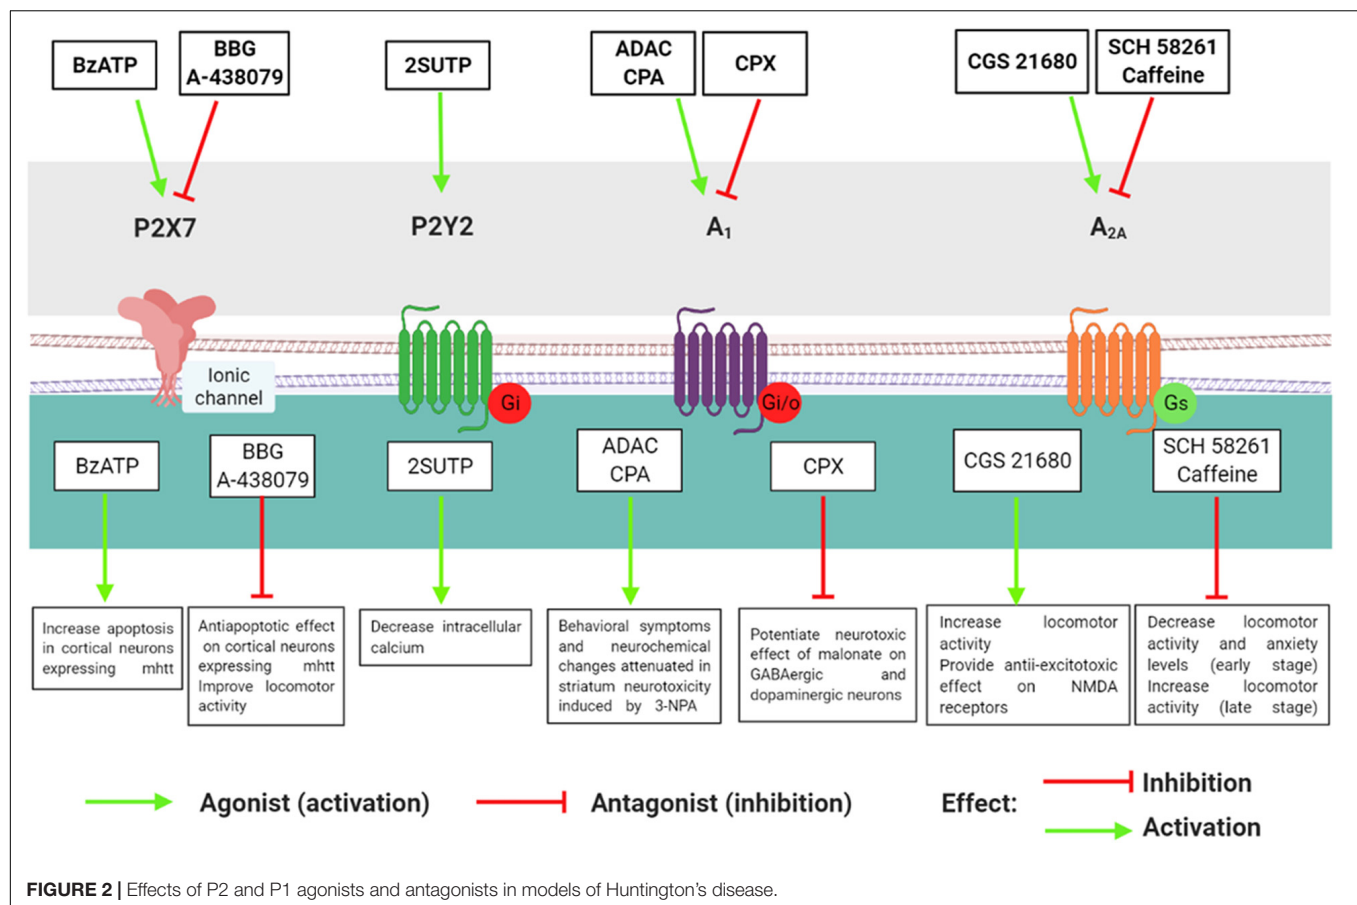 BzATP
BBG
A-438079
2SUTP
ADAC
CPA
CPX
CGS 21680
SCH 58261
Caffeine
P2X7
P2Y2
A₁
A₂A
Ionic
channel
Gi
Gi/o
Gs
BzATP
BBG
A-438079
2SUTP
ADAC
CPA
CPX
CGS 21680
SCH 58261
Caffeine
Increase apoptosis
in cortical neurons
expressing mhtt
Antiapoptotic effect
on cortical neurons
expressing mhtt
Improve locomotor
activity
Decrease intracellular
calcium
Behavioral symptoms
and neurochemical
changes attenuated in
striatum neurotoxicity
induced by 3-NPA
Potentiate neurotoxic
effect of malonate on
GABAergic and
dopaminergic neurons
Increase locomotor
activity
Provide antii-excitotoxic
effect on NMDA
receptors
Decrease locomotor
activity and anxiety
levels (early stage)
Increase locomotor
activity (late stage)
Agonist (activation)
Antagonist (inhibition)
Effect:
Inhibition
Activation
FIGURE 2 | Effects of P2 and P1 agonists and antagonists in models of Huntington's disease.